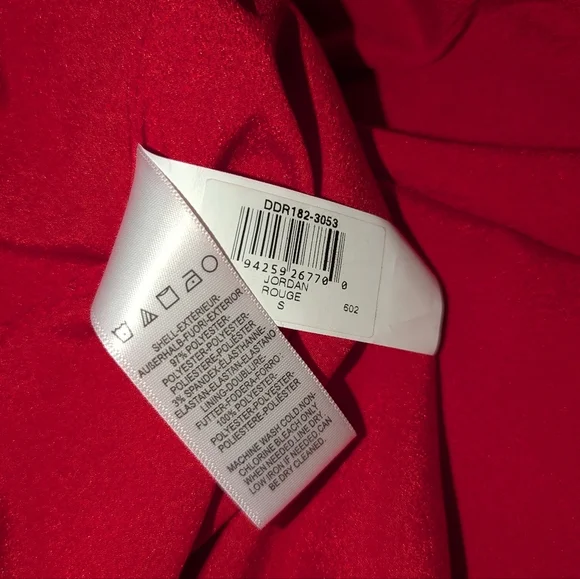 DDR182-3053
94259 26770 0
JORDAN
ROUGE
S 602
SHELL-EXTÉRIEUR-
AUßERHALB-FUORI-EXTERIOR
97% POLYESTER-
POLYESTER-POLYESTER-
POLIESTERE-POLIÉSTER
3% SPANDEX-ELASTHANNE-
ELASTAN-ELASTAN-ELASTANO
LINING-DOUBLURE-
FUTTER-FODERA-FORRO
100% POLYESTER-
POLYESTER-POLYESTER-
POLIESTERE-POLIÉSTER
MACHINE WASH COLD NON-
CHLORINE BLEACH ONLY
WHEN NEEDED LINE DRY
LOW IRON IF NEEDED CAN
BE DRY CLEANED.